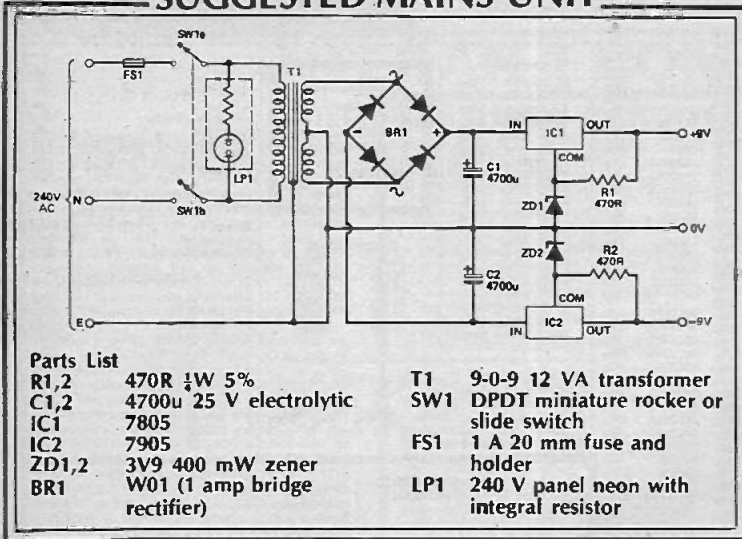 SUGGESTED MAINS UNIT
SW1a
FS1
T1
LP1
240V
AC
N
SW1b
E
BR1
−
+
IN
IC1
OUT
COM
+9V
C1
4700u
R1
470R
ZD1
0V
ZD2
R2
470R
C2
4700u
COM
IN
IC2
OUT
−9V
Parts List
R1,2 470R ¼W 5%
C1,2 4700u 25 V electrolytic
IC1 7805
IC2 7905
ZD1,2 3V9 400 mW zener
BR1 W01 (1 amp bridge
rectifier)
T1 9-0-9 12 VA transformer
SW1 DPDT miniature rocker or
slide switch
FS1 1 A 20 mm fuse and
holder
LP1 240 V panel neon with
integral resistor